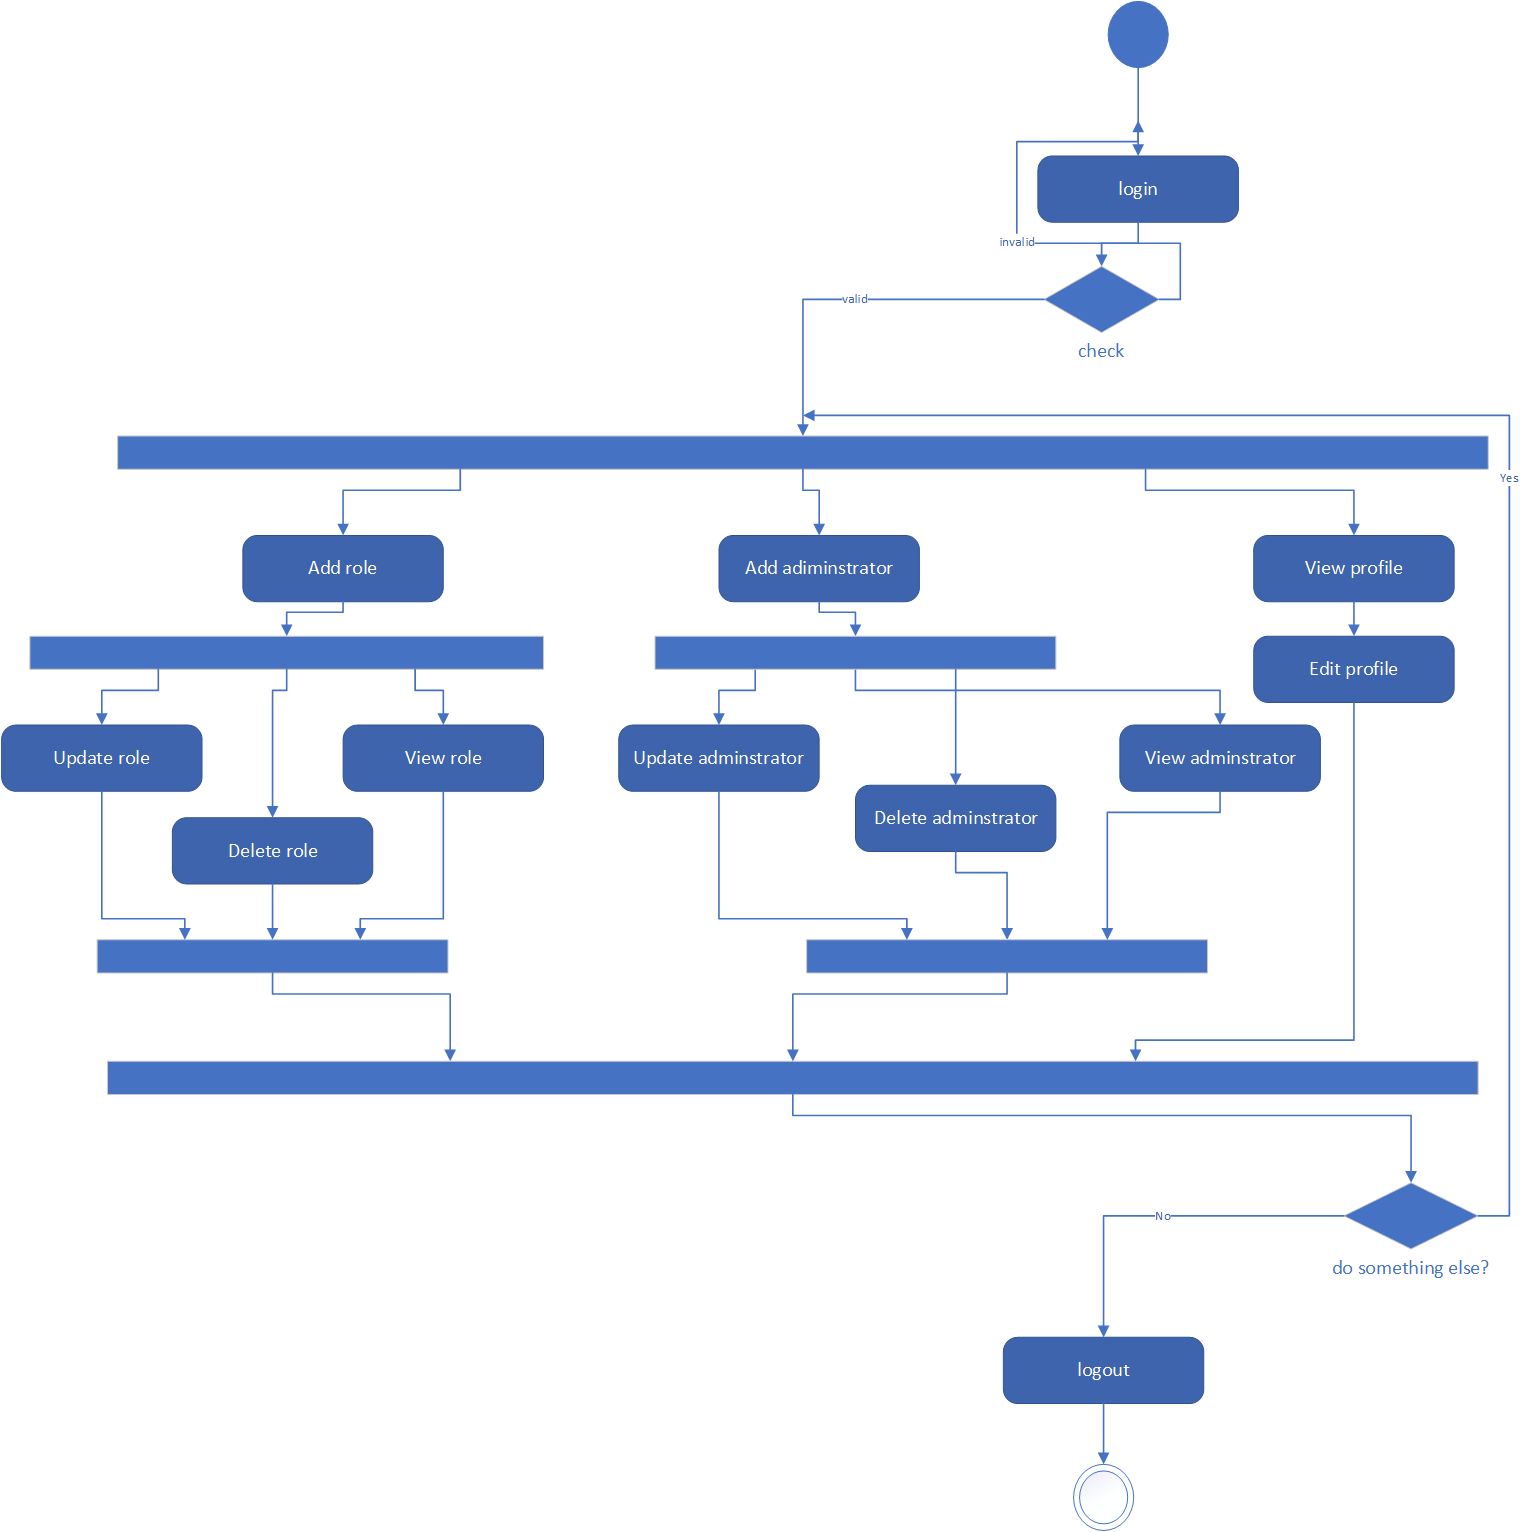 login
invalid
valid
check
Yes
Add role
Add adiminstrator
View profile
Edit profile
Update role
View role
Update adminstrator
View adminstrator
Delete adminstrator
Delete role
No
do something else?
logout